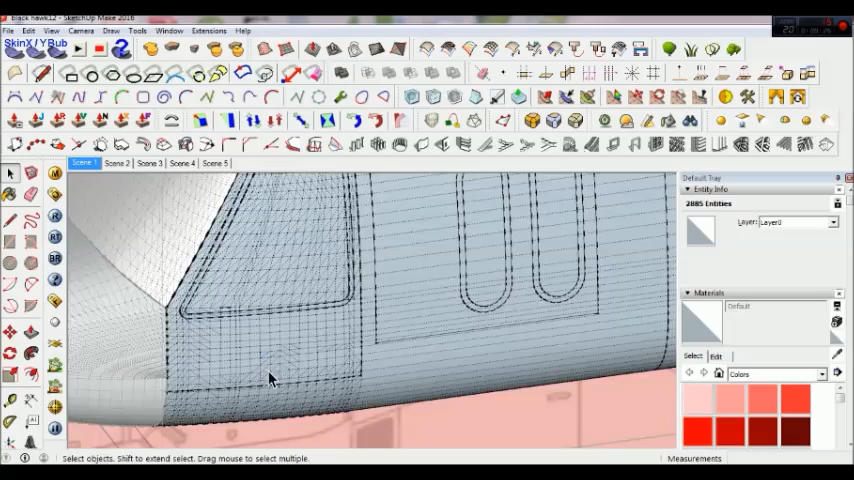 black hawk12 - SketchUp Make 2016
File Edit View Camera Draw Tools Window Extensions Help
SkinX / YBub
Scene 1 Scene 2 Scene 3 Scene 4 Scene 5
Default Tray
Entity Info
2885 Entities
Layer: Layer0
Materials
Default
Select Edit
Colors
Select objects. Shift to extend select. Drag mouse to select multiple.
Measurements